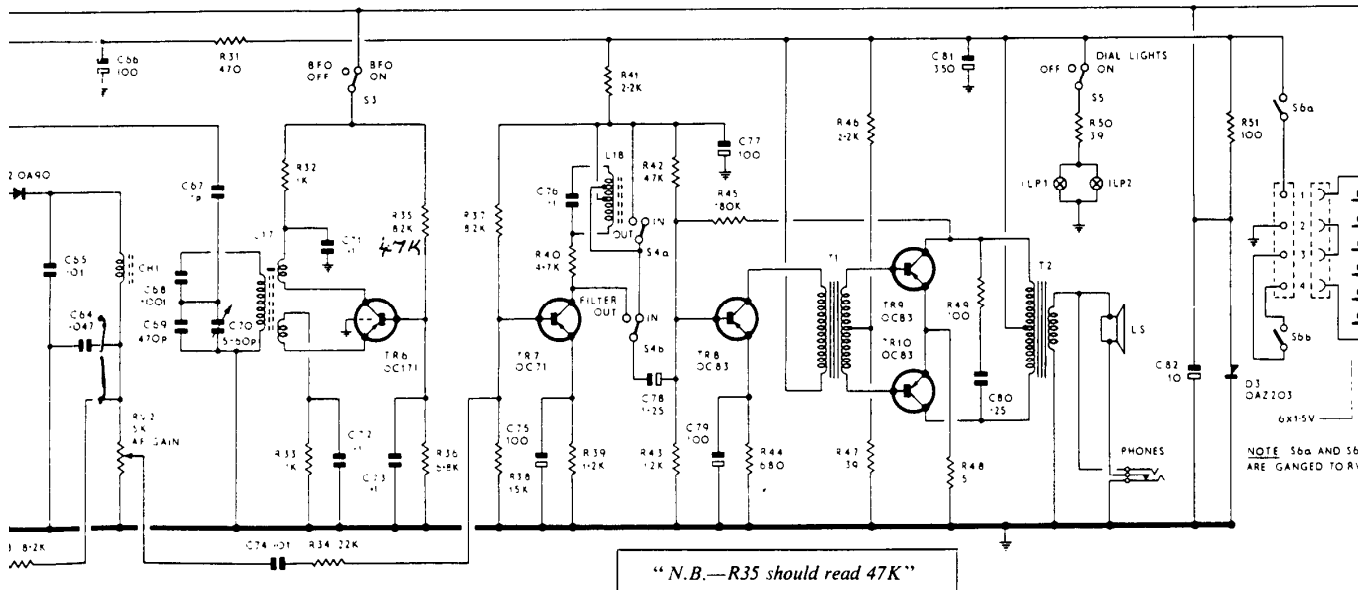 C66
100
R31
470
BFO
OFF
BFO
ON
S3
R41
2·2K
C81
350
OFF
DIAL LIGHTS
ON
S5
R50
39
R51
100
S6a
2 OA90
C67
1P
R32
1K
R35
82K
47K
R37
82K
C76
·1
L18
R42
47K
C77
100
R46
2·2K
R45
180K
ILP1
ILP2
1
2
3
4
C65
·01
CH1
C68
·001
C69
470P
C70
5-60p
L17
C71
·1
R40
4·7K
IN
OUT
S4a
FILTER
OUT
IN
S4b
C64
·047
TR6
OC171
TR7
OC71
TR8
OC83
T1
TR9
OC83
TR10
OC83
R49
100
T2
LS
S6b
C78
1·25
C80
·25
C82
10
D3
OAZ203
6x1·5V
RV2
5K
AF GAIN
R33
1K
C72
·1
C73
·1
R36
6·8K
C75
100
R38
15K
R39
1·2K
R43
12K
C79
100
R44
680
R47
39
R48
5
PHONES
NOTE S6a AND S6
ARE GANGED TO RV
8·2K
C74 ·01
R34 22K
" N.B.—R35 should read 47K"